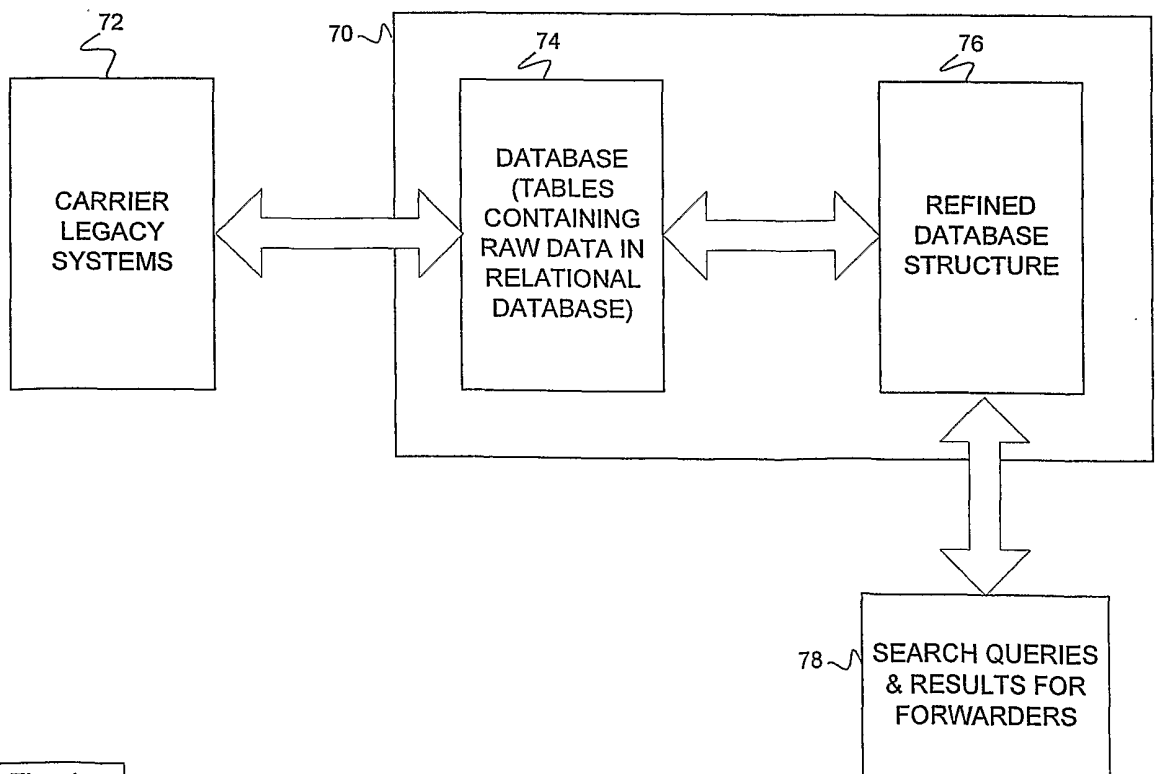 72
70
74
76
CARRIER
LEGACY
SYSTEMS
DATABASE
(TABLES
CONTAINING
RAW DATA IN
RELATIONAL
DATABASE)
REFINED
DATABASE
STRUCTURE
78
SEARCH QUERIES
& RESULTS FOR
FORWARDERS